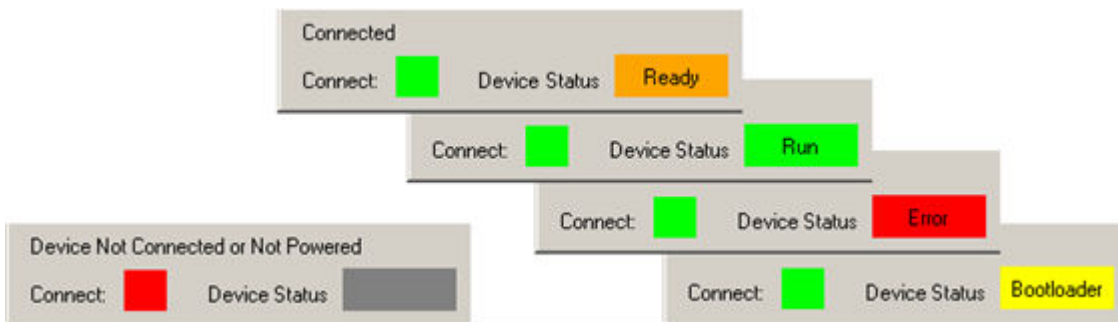 Connected
Connect: Device Status Ready
Connect: Device Status Run
Connect: Device Status Error
Device Not Connected or Not Powered
Connect: Device Status
Connect: Device Status Bootloader